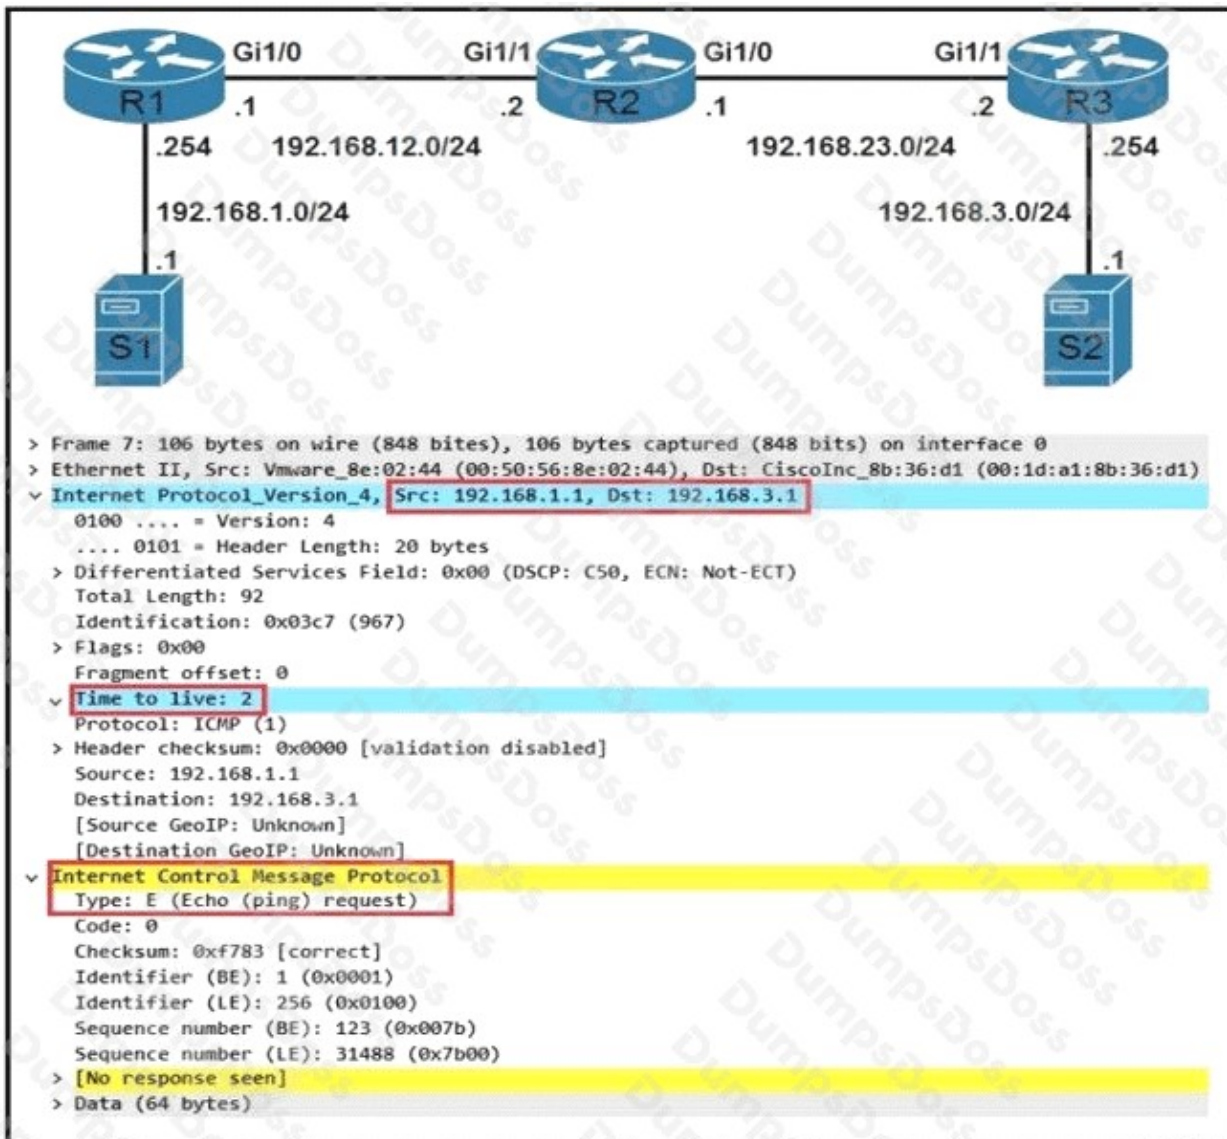 Gi1/0 Gi1/1 Gi1/0 Gi1/1
R1 R2 R3
.1 .2 .1 .2
.254 192.168.12.0/24 192.168.23.0/24 .254
192.168.1.0/24 192.168.3.0/24
.1 .1
S1 S2
> Frame 7: 106 bytes on wire (848 bites), 106 bytes captured (848 bits) on interface 0
> Ethernet II, Src: Vmware_8e:02:44 (00:50:56:8e:02:44), Dst: CiscoInc_8b:36:d1 (00:1d:a1:8b:36:d1)
Internet Protocol_Version_4, Src: 192.168.1.1, Dst: 192.168.3.1
0100 .... = Version: 4
.... 0101 = Header Length: 20 bytes
> Differentiated Services Field: 0x00 (DSCP: C50, ECN: Not-ECT)
Total Length: 92
Identification: 0x03c7 (967)
> Flags: 0x00
Fragment offset: 0
Time to live: 2
Protocol: ICMP (1)
> Header checksum: 0x0000 [validation disabled]
Source: 192.168.1.1
Destination: 192.168.3.1
[Source GeoIP: Unknown]
[Destination GeoIP: Unknown]
Internet Control Message Protocol
Type: E (Echo (ping) request)
Code: 0
Checksum: 0xf783 [correct]
Identifier (BE): 1 (0x0001)
Identifier (LE): 256 (0x0100)
Sequence number (BE): 123 (0x007b)
Sequence number (LE): 31488 (0x7b00)
> [No response seen]
> Data (64 bytes)
DumpsDoss